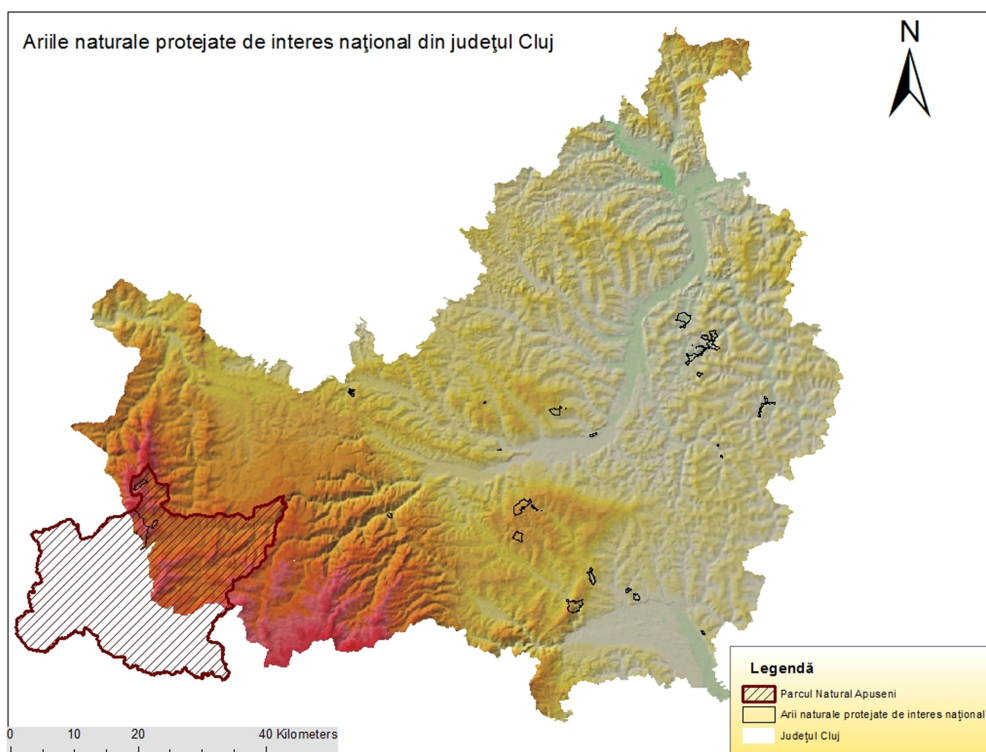 Ariile naturale protejate de interes naţional din judeţul Cluj
N
Legendă
Parcul Natural Apuseni
Arii naturale protejate de interes naţional
Judeţul Cluj
0 10 20 40 Kilometers